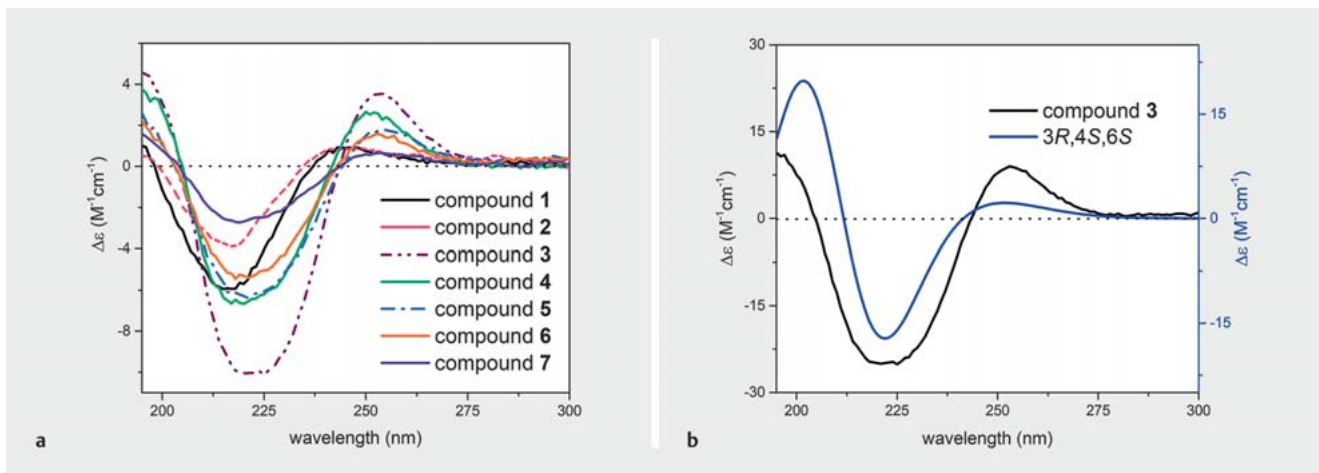 4
0
-4
-8
200
225
250
275
300
Δε (M⁻¹cm⁻¹)
wavelength (nm)
compound 1
compound 2
compound 3
compound 4
compound 5
compound 6
compound 7
a
30
15
0
-15
-30
200
225
250
275
300
Δε (M⁻¹cm⁻¹)
wavelength (nm)
compound 3
3R,4S,6S
15
0
-15
Δε (M⁻¹cm⁻¹)
b